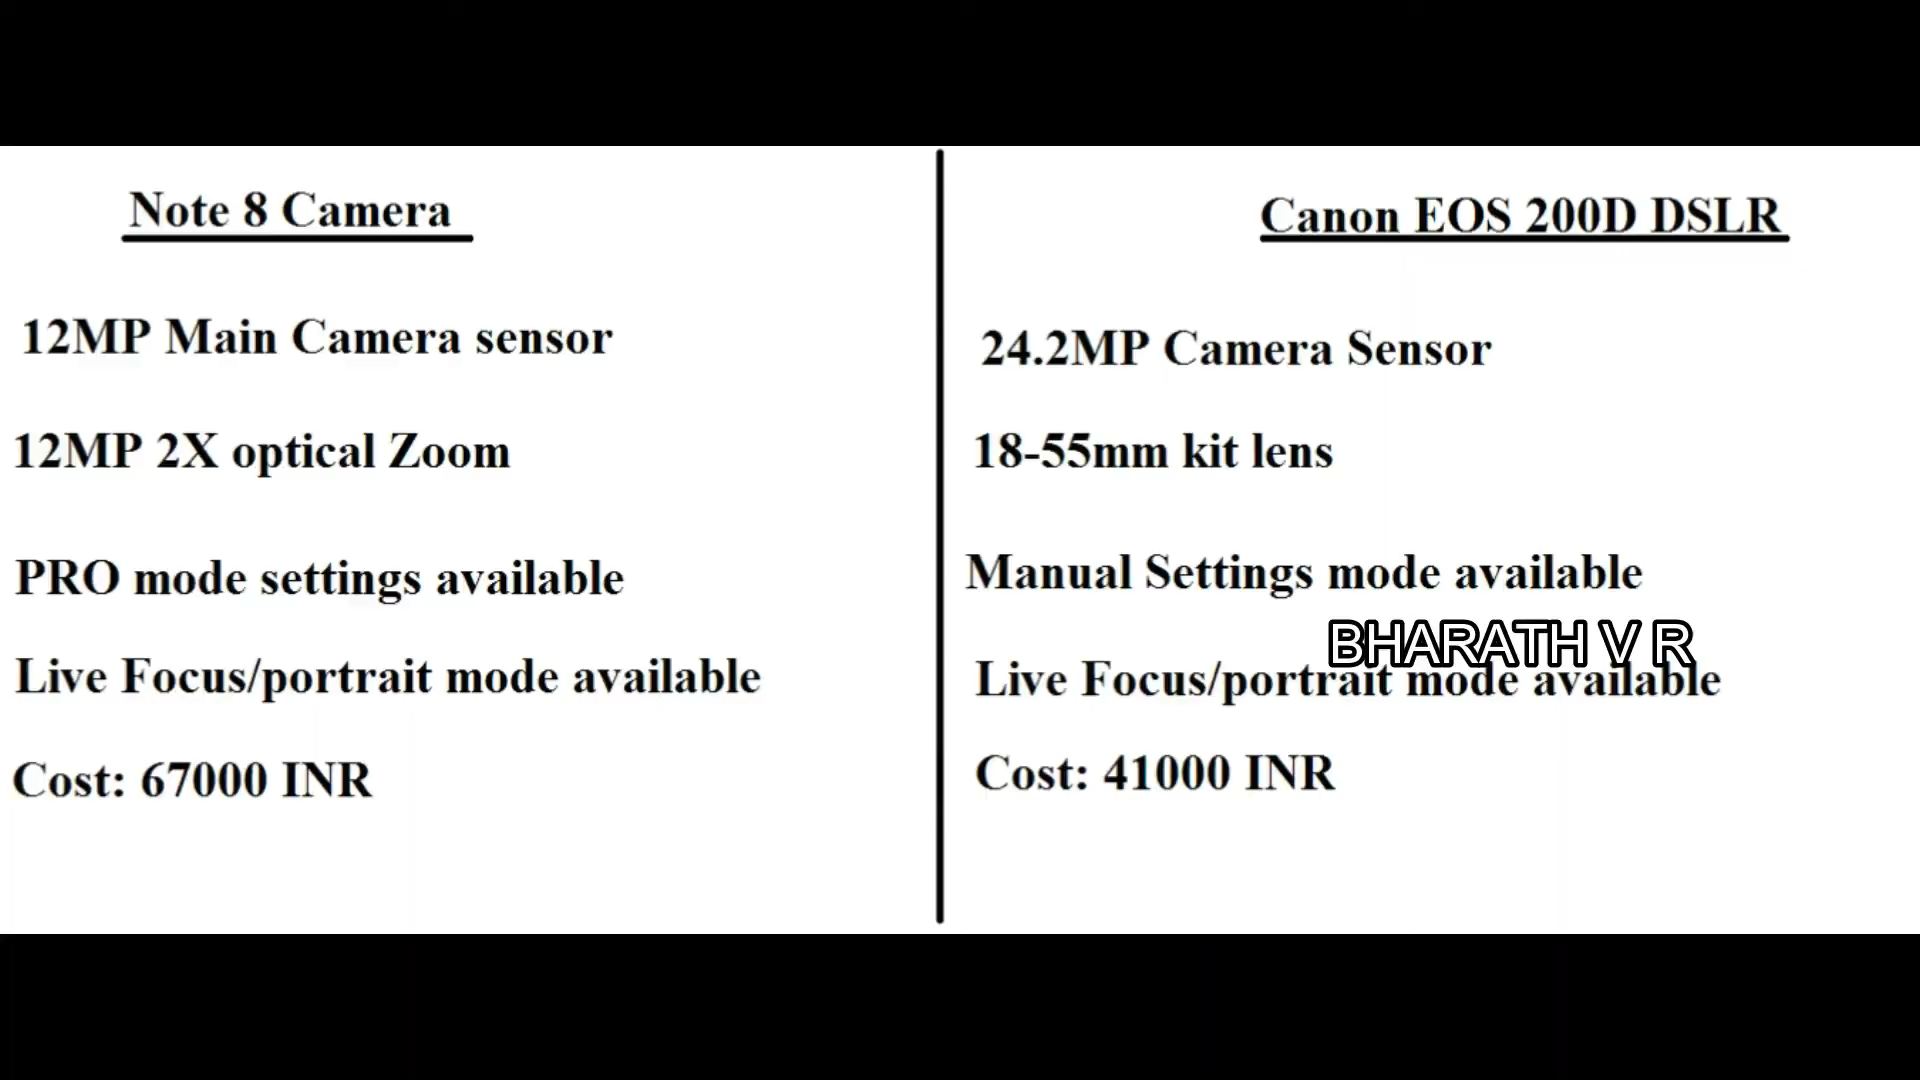 Note 8 Camera
12MP Main Camera sensor
12MP 2X optical Zoom
PRO mode settings available
Live Focus/portrait mode available
Cost: 67000 INR
Canon EOS 200D DSLR
24.2MP Camera Sensor
18-55mm kit lens
Manual Settings mode available
BHARATH V R
Live Focus/portrait mode available
Cost: 41000 INR